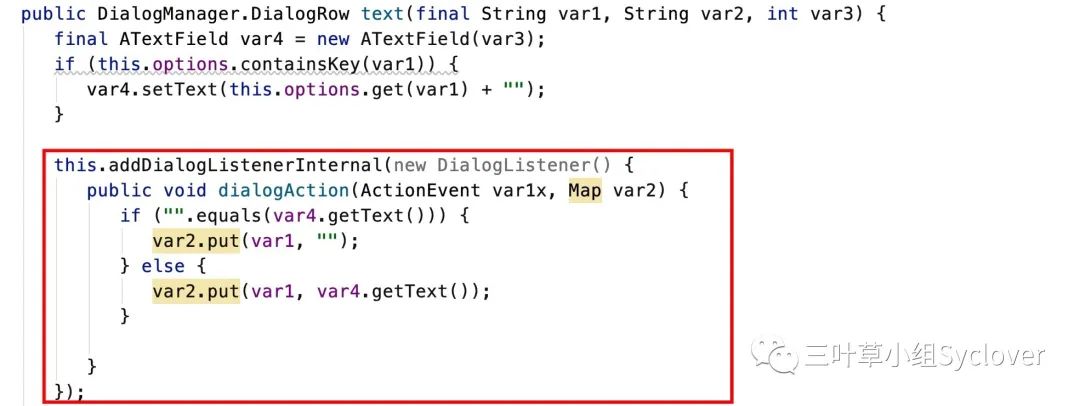 public DialogManager.DialogRow text(final String var1, String var2, int var3) {
final ATextField var4 = new ATextField(var3);
if (this.options.containsKey(var1)) {
var4.setText(this.options.get(var1) + "");
}
this.addDialogListenerInternal(new DialogListener() {
public void dialogAction(ActionEvent var1x, Map var2) {
if ("".equals(var4.getText())) {
var2.put(var1, "");
} else {
var2.put(var1, var4.getText());
}
}
});
三叶草小组Syclover